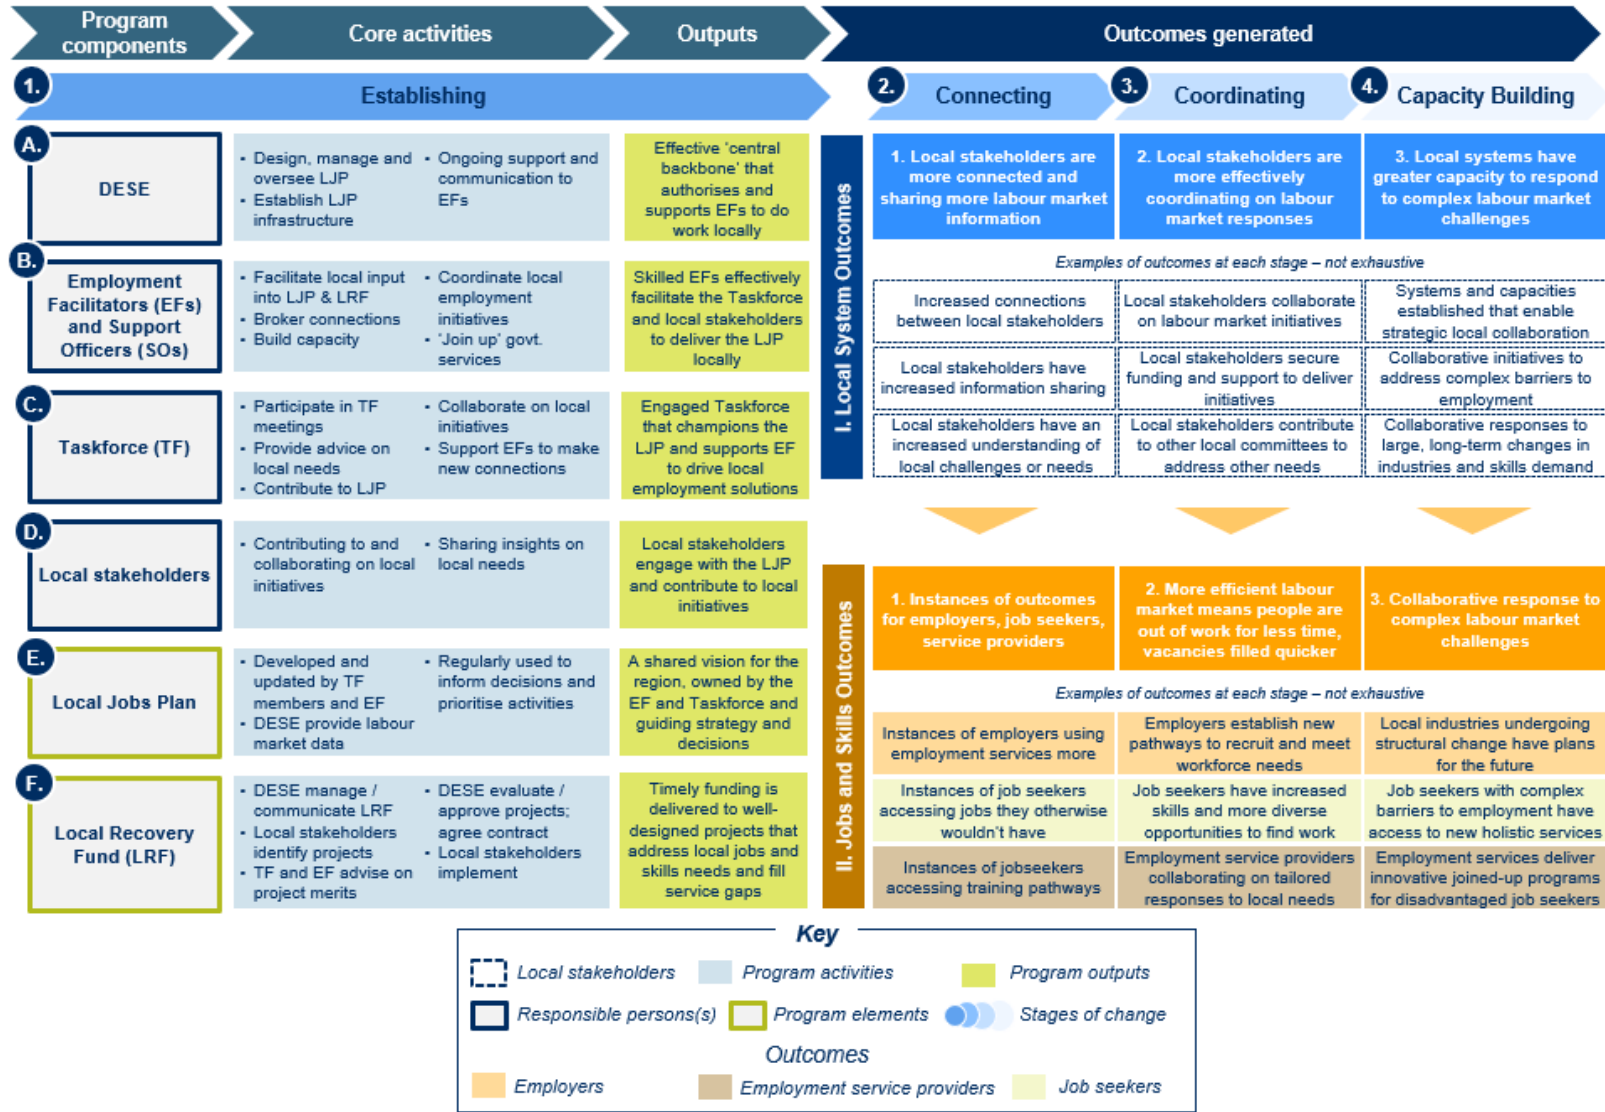 Program
components
Core activities
Outputs
Outcomes generated
1.
Establishing
2.
Connecting
3.
Coordinating
4.
Capacity Building
A.
DESE
▪ Design, manage and
oversee LJP
▪ Establish LJP
infrastructure
▪ Ongoing support and
communication to
EFs
Effective 'central
backbone' that
authorises and
supports EFs to do
work locally
B.
Employment
Facilitators (EFs)
and Support
Officers (SOs)
▪ Facilitate local input
into LJP & LRF
▪ Broker connections
▪ Build capacity
▪ Coordinate local
employment
initiatives
▪ 'Join up' govt.
services
Skilled EFs effectively
facilitate the Taskforce
and local stakeholders
to deliver the LJP
locally
C.
Taskforce (TF)
▪ Participate in TF
meetings
▪ Provide advice on
local needs
▪ Contribute to LJP
▪ Collaborate on local
initiatives
▪ Support EFs to make
new connections
Engaged Taskforce
that champions the
LJP and supports EF
to drive local
employment solutions
D.
Local stakeholders
▪ Contributing to and
collaborating on local
initiatives
▪ Sharing insights on
local needs
Local stakeholders
engage with the LJP
and contribute to local
initiatives
E.
Local Jobs Plan
▪ Developed and
updated by TF
members and EF
▪ DESE provide labour
market data
▪ Regularly used to
inform decisions and
prioritise activities
A shared vision for the
region, owned by the
EF and Taskforce and
guiding strategy and
decisions
F.
Local Recovery
Fund (LRF)
▪ DESE manage /
communicate LRF
▪ Local stakeholders
identify projects
▪ TF and EF advise on
project merits
▪ DESE evaluate /
approve projects;
agree contract
▪ Local stakeholders
implement
Timely funding is
delivered to well-
designed projects that
address local jobs and
skills needs and fill
service gaps
I. Local System Outcomes
1. Local stakeholders are
more connected and
sharing more labour market
information
2. Local stakeholders are
more effectively
coordinating on labour
market responses
3. Local systems have
greater capacity to respond
to complex labour market
challenges
Examples of outcomes at each stage – not exhaustive
Increased connections
between local stakeholders
Local stakeholders collaborate
on labour market initiatives
Systems and capacities
established that enable
strategic local collaboration
Local stakeholders have
increased information sharing
Local stakeholders secure
funding and support to deliver
initiatives
Collaborative initiatives to
address complex barriers to
employment
Local stakeholders have an
increased understanding of
local challenges or needs
Local stakeholders contribute
to other local committees to
address other needs
Collaborative responses to
large, long-term changes in
industries and skills demand
II. Jobs and Skills Outcomes
1. Instances of outcomes
for employers, job seekers,
service providers
2. More efficient labour
market means people are
out of work for less time,
vacancies filled quicker
3. Collaborative response to
complex labour market
challenges
Examples of outcomes at each stage – not exhaustive
Instances of employers using
employment services more
Employers establish new
pathways to recruit and meet
workforce needs
Local industries undergoing
structural change have plans
for the future
Instances of job seekers
accessing jobs they otherwise
wouldn't have
Job seekers have increased
skills and more diverse
opportunities to find work
Job seekers with complex
barriers to employment have
access to new holistic services
Instances of jobseekers
accessing training pathways
Employment service providers
collaborating on tailored
responses to local needs
Employment services deliver
innovative joined-up programs
for disadvantaged job seekers
Key
Local stakeholders
Program activities
Program outputs
Responsible persons(s)
Program elements
Stages of change
Outcomes
Employers
Employment service providers
Job seekers